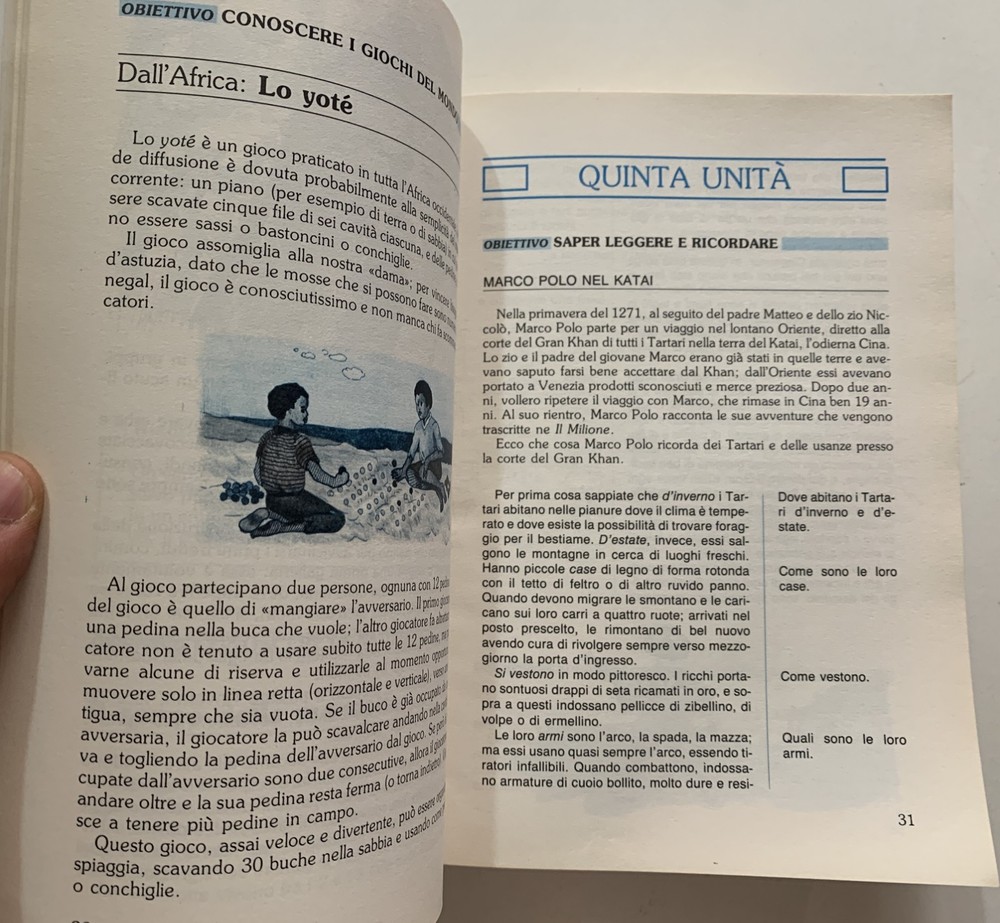 OBIETTIVO CONOSCERE I GIOCHI DEL MONDO
Dall'Africa: Lo yoté
Lo yoté è un gioco praticato in tutta l'Africa
de diffusione è dovuta probabilmente alla semplicità
corrente: un piano (per esempio di terra o di sabbia)
sere scavate cinque file di sei cavità ciascuna, e delle
no essere sassi o bastoncini o conchiglie.
Il gioco assomiglia alla nostra «dama»; per vincere
d'astuzia, dato che le mosse che si possono fare sono
negal, il gioco è conosciutissimo e non manca chi fa
catori.
Al gioco partecipano due persone, ognuna con 12
del gioco è quello di «mangiare» l'avversario. Il primo
una pedina nella buca che vuole; l'altro giocatore fa
catore non è tenuto a usare subito tutte le 12 pedine,
varne alcune di riserva e utilizzarle al momento
muovere solo in linea retta (orizzontale e verticale),
tigua, sempre che sia vuota. Se il buco è già occupato
avversaria, il giocatore la può scavalcare andando nella
va e togliendo la pedina dell'avversario dal gioco. Se
cupate dall'avversario sono due consecutive, allora il
andare oltre e la sua pedina resta ferma (o torna indietro).
sce a tenere più pedine in campo.
Questo gioco, assai veloce e divertente, può essere
spiaggia, scavando 30 buche nella sabbia e usando come
o conchiglie.
QUINTA UNITÀ
OBIETTIVO SAPER LEGGERE E RICORDARE
MARCO POLO NEL KATAI
Nella primavera del 1271, al seguito del padre Matteo e dello zio Nic-
colò, Marco Polo parte per un viaggio nel lontano Oriente, diretto alla
corte del Gran Khan di tutti i Tartari nella terra del Katai, l'odierna Cina.
Lo zio e il padre del giovane Marco erano già stati in quelle terre e ave-
vano saputo farsi bene accettare dal Khan; dall'Oriente essi avevano
portato a Venezia prodotti sconosciuti e merce preziosa. Dopo due an-
ni, vollero ripetere il viaggio con Marco, che rimase in Cina ben 19 an-
ni. Al suo rientro, Marco Polo racconta le sue avventure che vengono
trascritte ne Il Milione.
Ecco che cosa Marco Polo ricorda dei Tartari e delle usanze presso
la corte del Gran Khan.
Per prima cosa sappiate che d'inverno i Tar-
tari abitano nelle pianure dove il clima è tempe-
rato e dove esiste la possibilità di trovare forag-
gio per il bestiame. D'estate, invece, essi sal-
gono le montagne in cerca di luoghi freschi.
Hanno piccole case di legno di forma rotonda
con il tetto di feltro o di altro ruvido panno.
Quando devono migrare le smontano e le cari-
cano sui loro carri a quattro ruote; arrivati nel
posto prescelto, le rimontano di bel nuovo
avendo cura di rivolgere sempre verso mezzo-
giorno la porta d'ingresso.
Si vestono in modo pittoresco. I ricchi porta-
no sontuosi drappi di seta ricamati in oro, e so-
pra a questi indossano pellicce di zibellino, di
volpe o di ermellino.
Le loro armi sono l'arco, la spada, la mazza;
ma essi usano quasi sempre l'arco, essendo ti-
ratori infallibili. Quando combattono, indossa-
no armature di cuoio bollito, molto dure e resi-
Dove abitano i Tarta-
ri d'inverno e d'e-
state.
Come sono le loro
case.
Come vestono.
Quali sono le loro
armi.
31